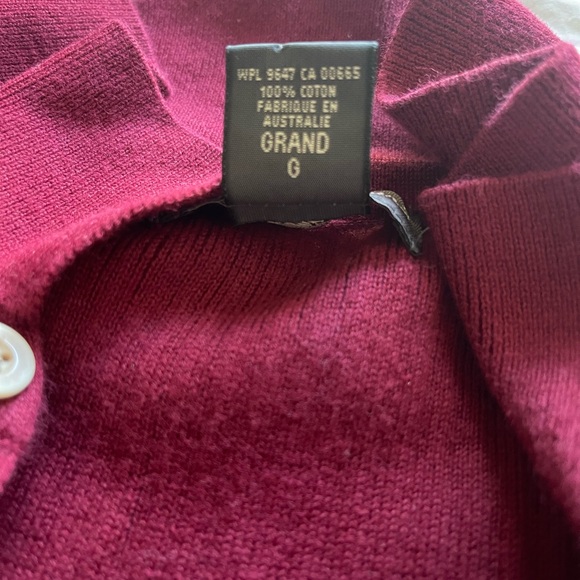 WPL 9647 CA 00665
100% COTON
FABRIQUE EN
AUSTRALIE
GRAND
G